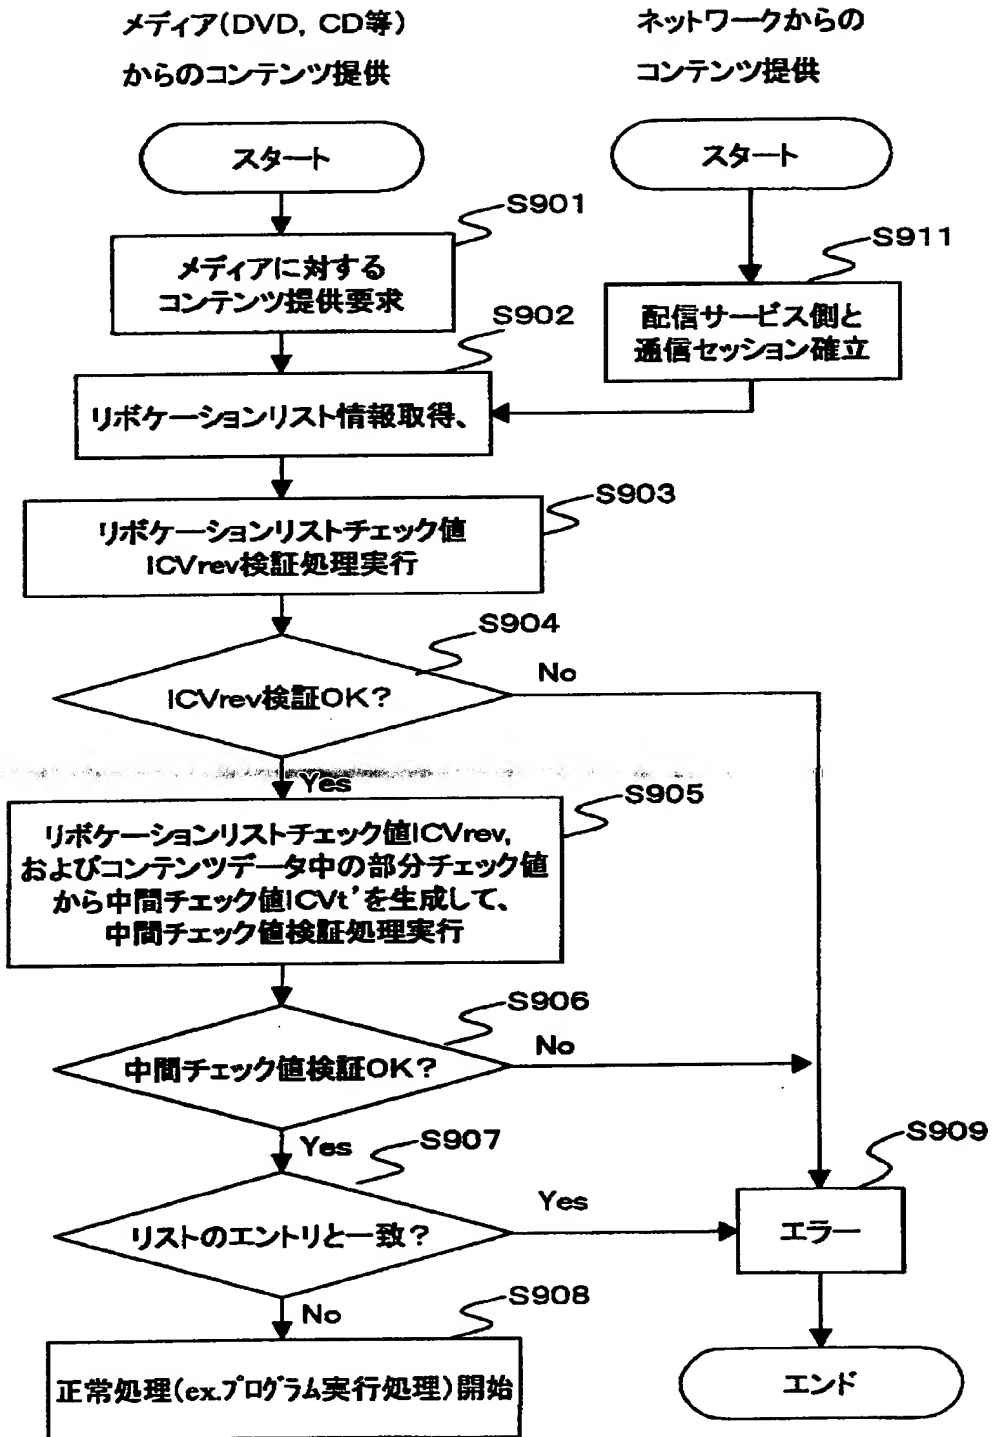 メディア(DVD, CD等)
からのコンテンツ提供
ネットワークからの
コンテンツ提供
スタート
スタート
S901
メディアに対する
コンテンツ提供要求
S911
配信サービス側と
通信セッション確立
S902
リボケーションリスト情報取得、
S903
リボケーションリストチェック値
ICVrev検証処理実行
S904
ICVrev検証OK?
No
Yes
S905
リボケーションリストチェック値ICVrev,
およびコンテンツデータ中の部分チェック値
から中間チェック値ICVt'を生成して、
中間チェック値検証処理実行
S906
中間チェック値検証OK?
No
Yes
S907
リストのエントリと一致?
Yes
S909
エラー
No
S908
正常処理(ex.プログラム実行処理)開始
エンド